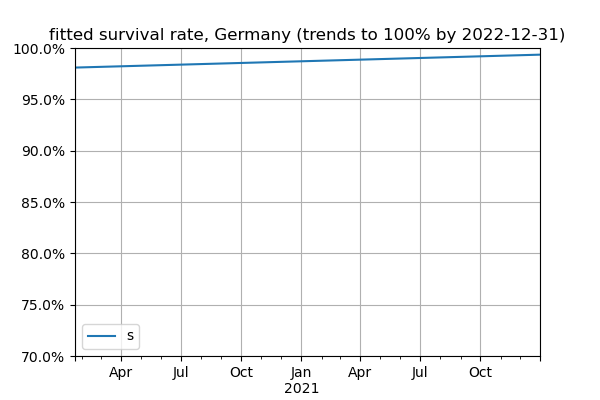 fitted survival rate, Germany (trends to 100% by 2022-12-31)
100.0%
95.0%
90.0%
85.0%
80.0%
75.0%
70.0%
s
Apr Jul Oct Jan Apr Jul Oct
2021